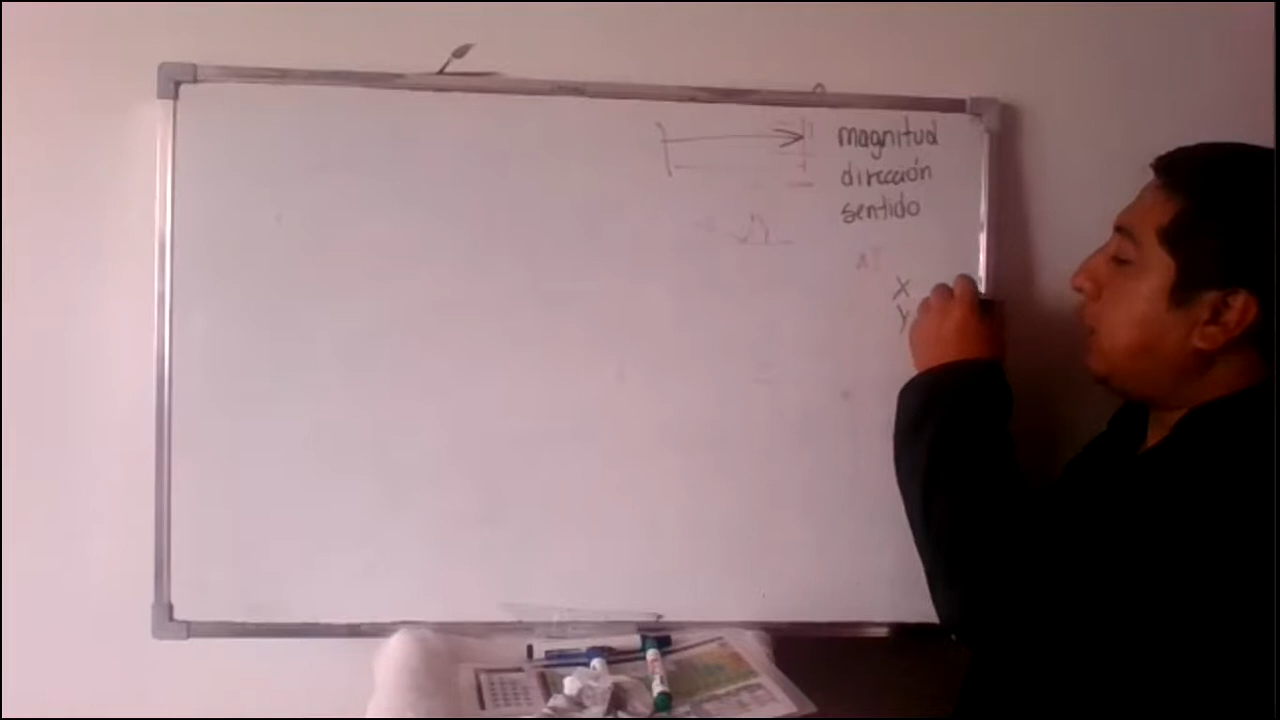 magnitud
dirección
sentido
X
Y